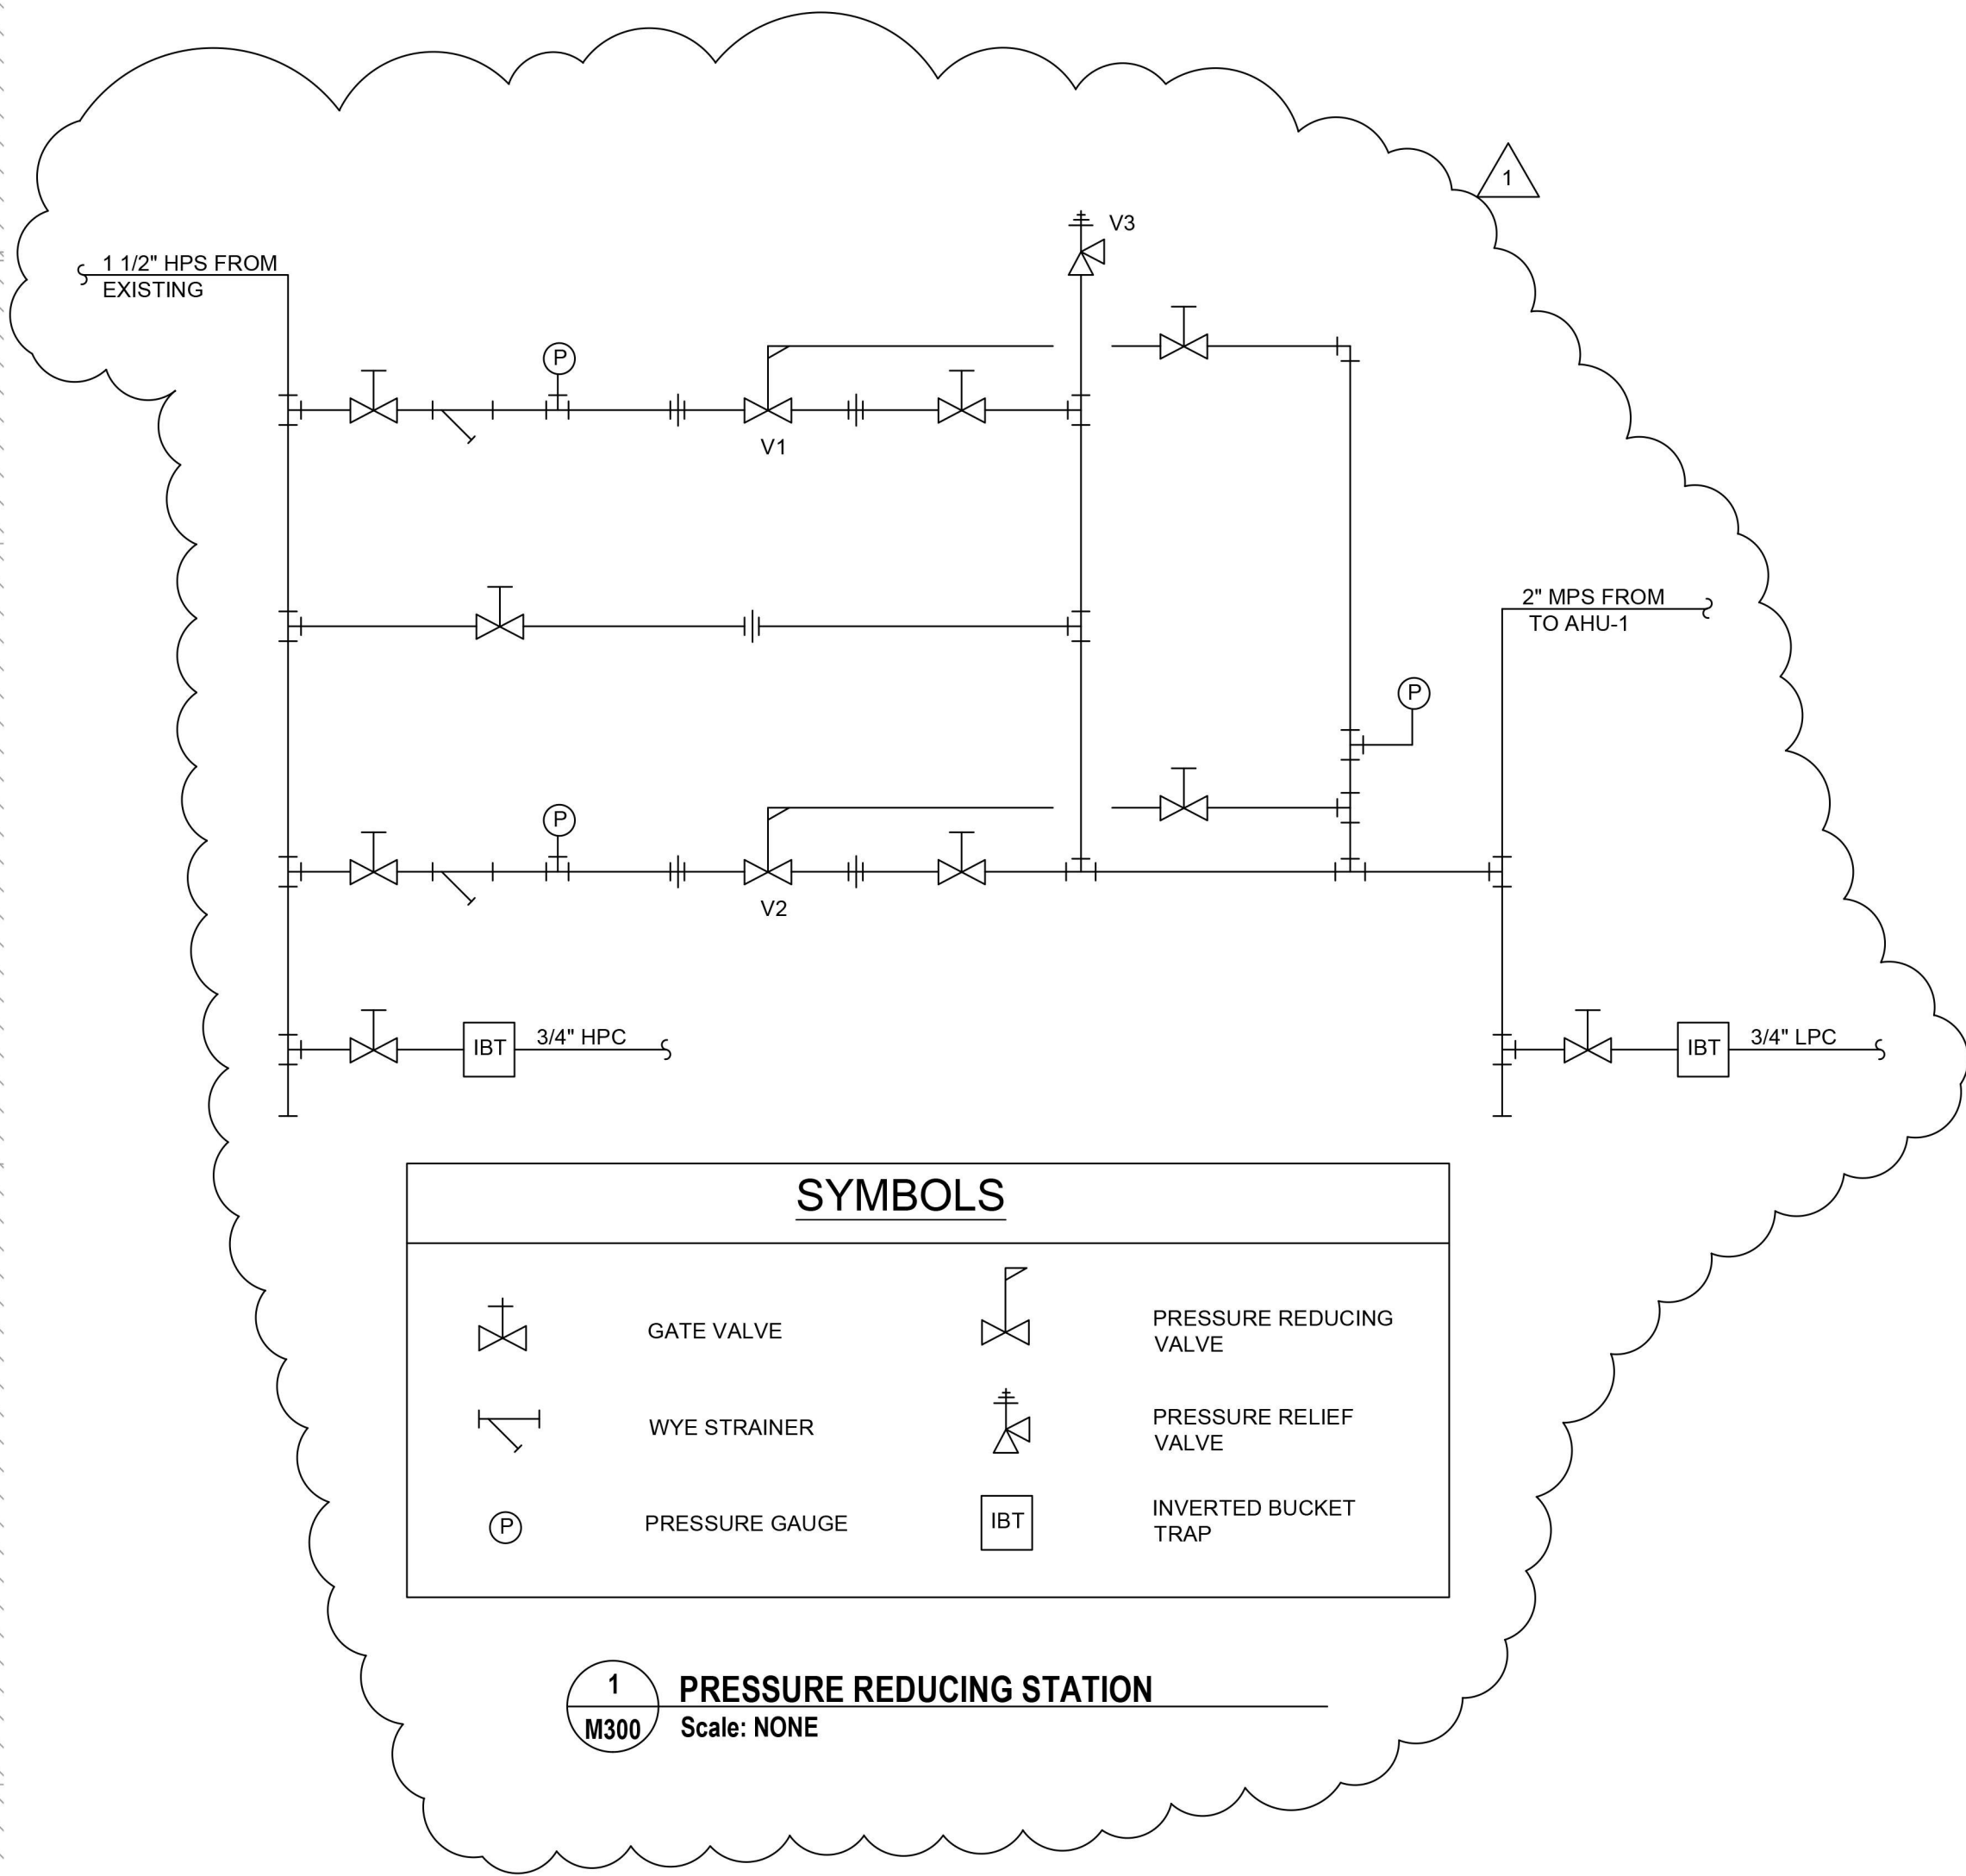 1
V3
1 1/2" HPS FROM
EXISTING
P
V1
2" MPS FROM
TO AHU-1
P
P
V2
IBT
3/4" HPC
IBT
3/4" LPC
SYMBOLS
GATE VALVE
PRESSURE REDUCING
VALVE
WYE STRAINER
PRESSURE RELIEF
VALVE
P
PRESSURE GAUGE
IBT
INVERTED BUCKET
TRAP
1
M300
PRESSURE REDUCING STATION
Scale: NONE